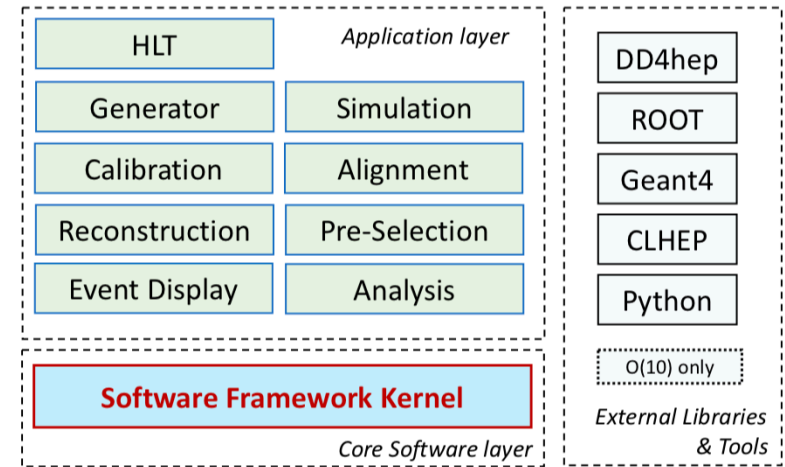 HLT
Application layer
Generator
Simulation
Calibration
Alignment
Reconstruction
Pre-Selection
Event Display
Analysis
Software Framework Kernel
Core Software layer
DD4hep
ROOT
Geant4
CLHEP
Python
O(10) only
External Libraries
& Tools